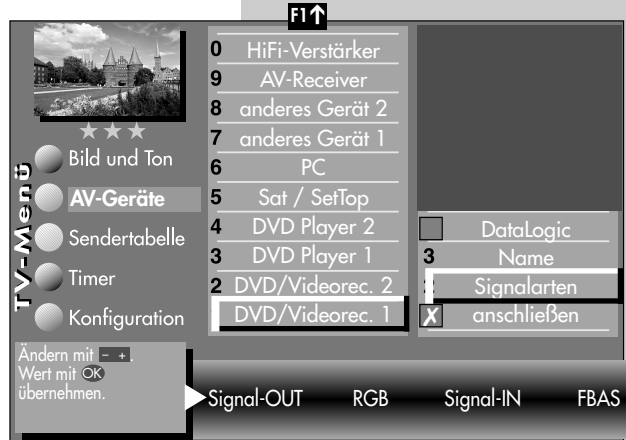 F1↑
TV-Menü
Bild und Ton
AV-Geräte
Sendertabelle
Timer
Konfiguration
0 HiFi-Verstärker
9 AV-Receiver
8 anderes Gerät 2
7 anderes Gerät 1
6 PC
5 Sat / SetTop
4 DVD Player 2
3 DVD Player 1
2 DVD/Videorec. 2
DVD/Videorec. 1
DataLogic
3 Name
2 Signalarten
✗ anschließen
Ändern mit - + .
Wert mit OK
übernehmen.
Signal-OUT RGB Signal-IN FBAS